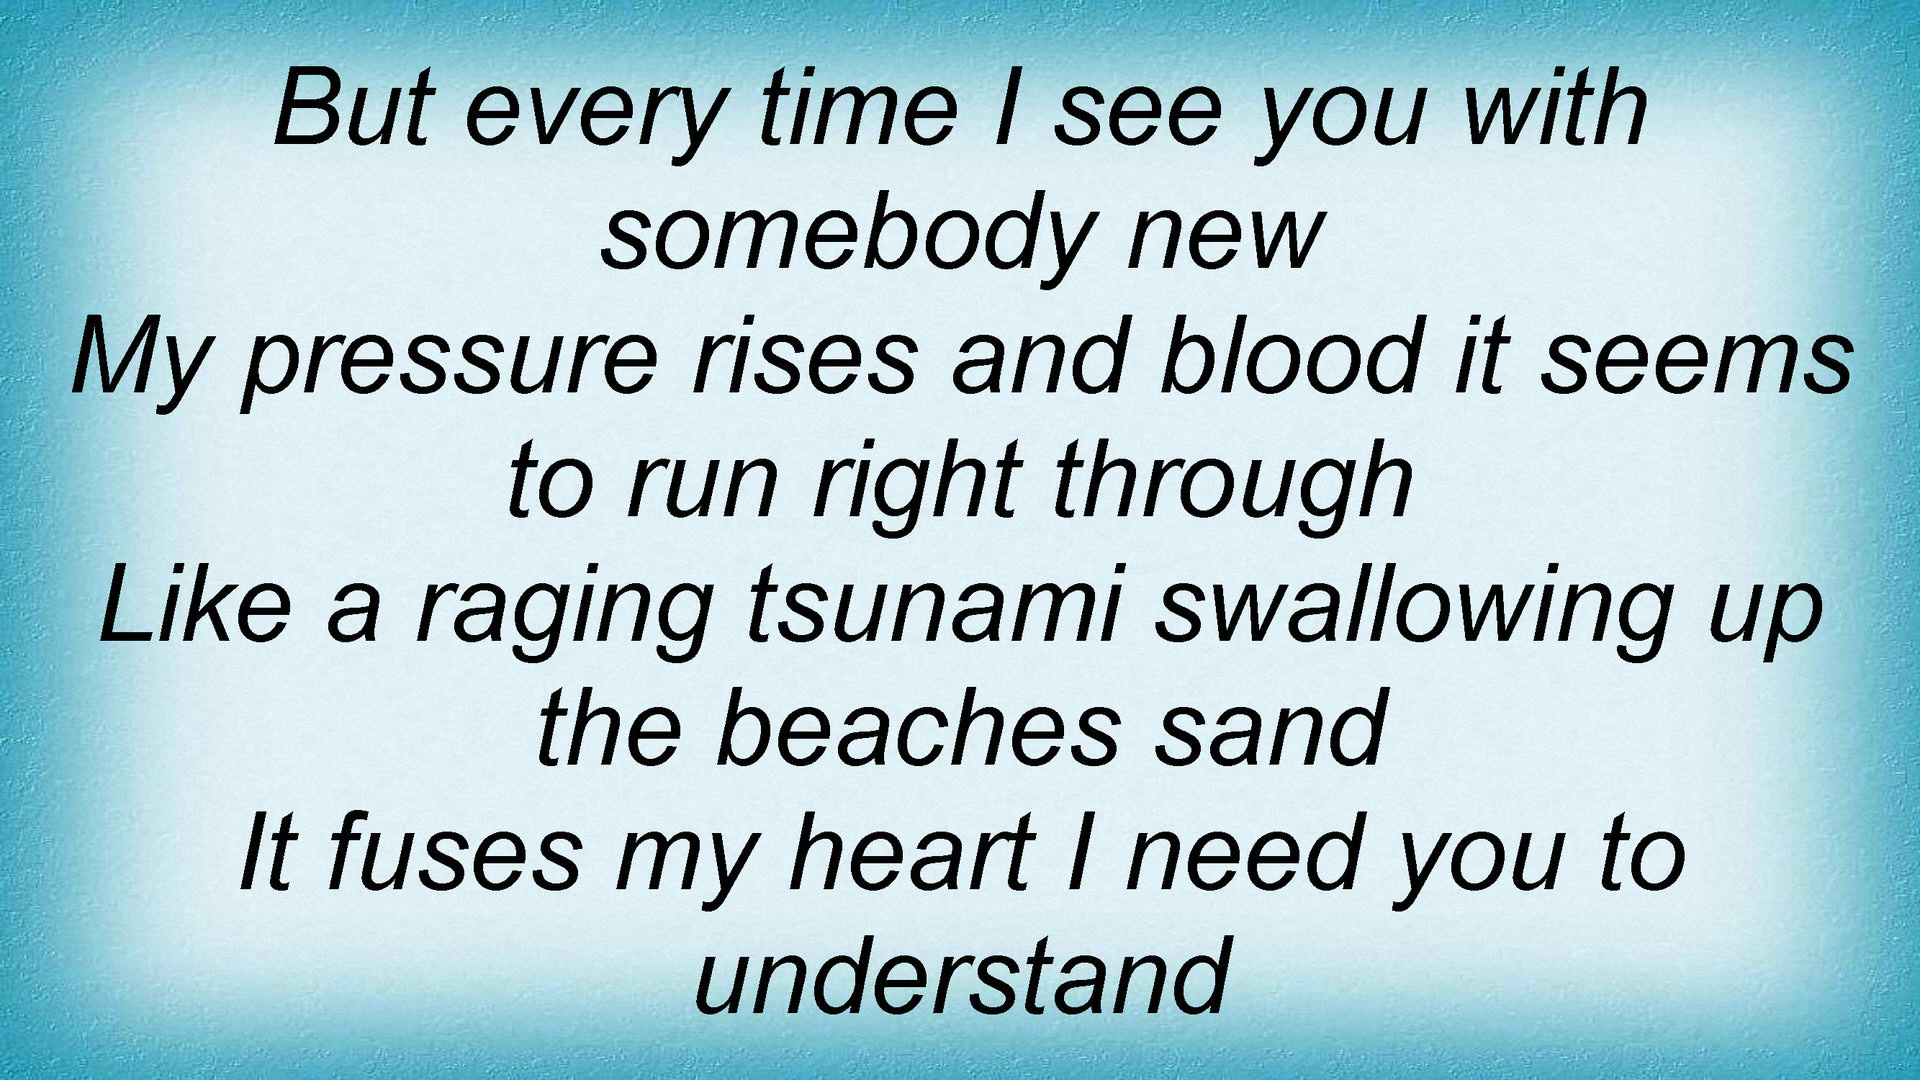 But every time I see you with
somebody new
My pressure rises and blood it seems
to run right through
Like a raging tsunami swallowing up
the beaches sand
It fuses my heart I need you to
understand